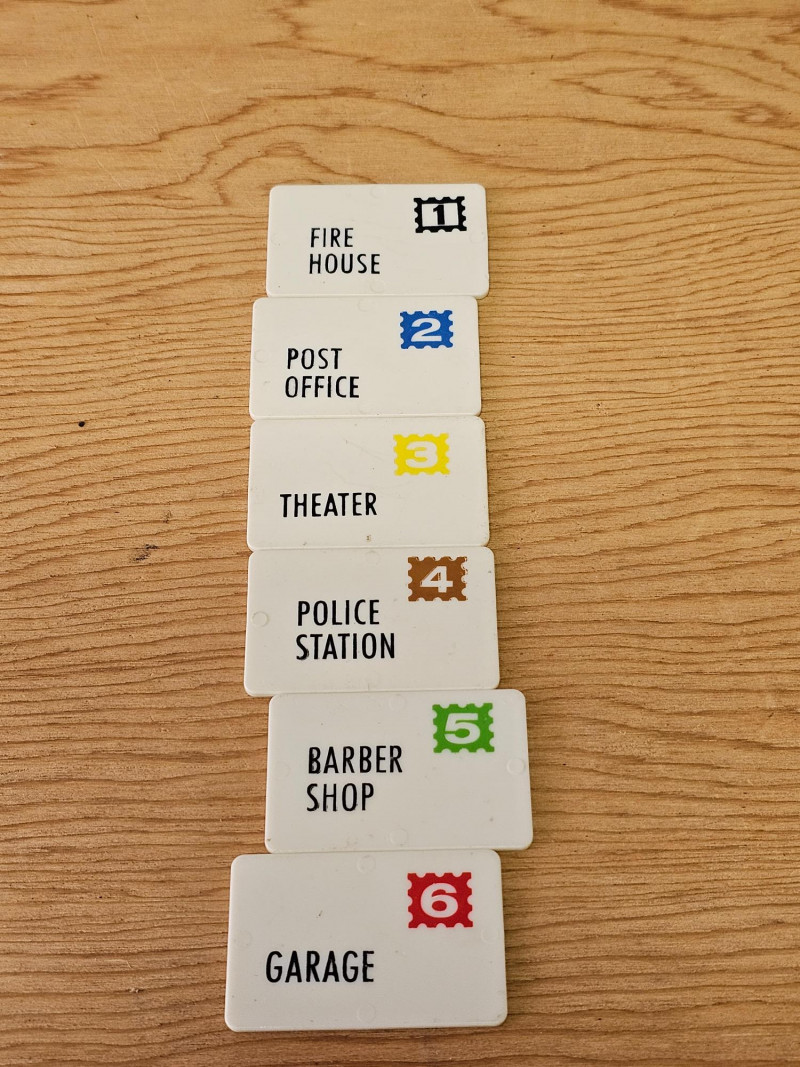 1
FIRE
HOUSE
2
POST
OFFICE
3
THEATER
4
POLICE
STATION
5
BARBER
SHOP
6
GARAGE